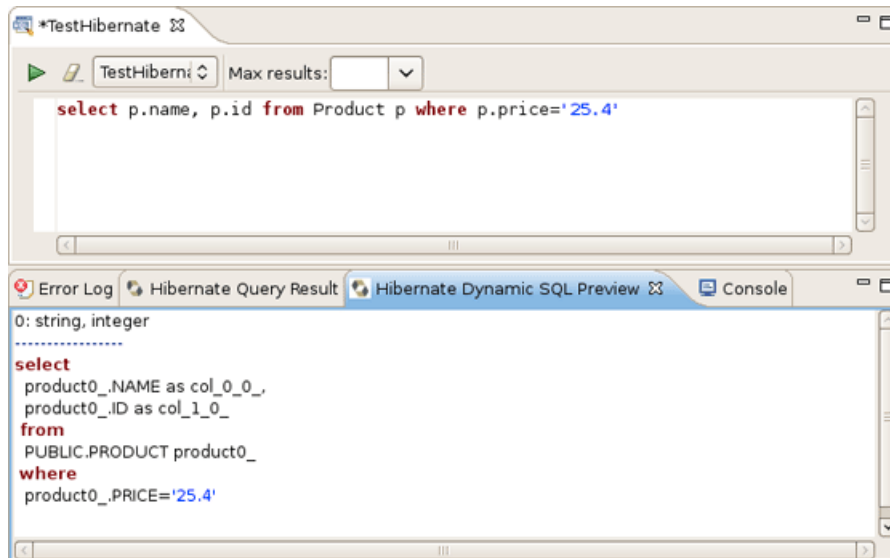 *TestHibernate
TestHiberna Max results:
select p.name, p.id from Product p where p.price='25.4'
Error Log Hibernate Query Result Hibernate Dynamic SQL Preview Console
0: string, integer
----------------
select
product0_.NAME as col_0_0_,
product0_.ID as col_1_0_
from
PUBLIC.PRODUCT product0_
where
product0_.PRICE='25.4'